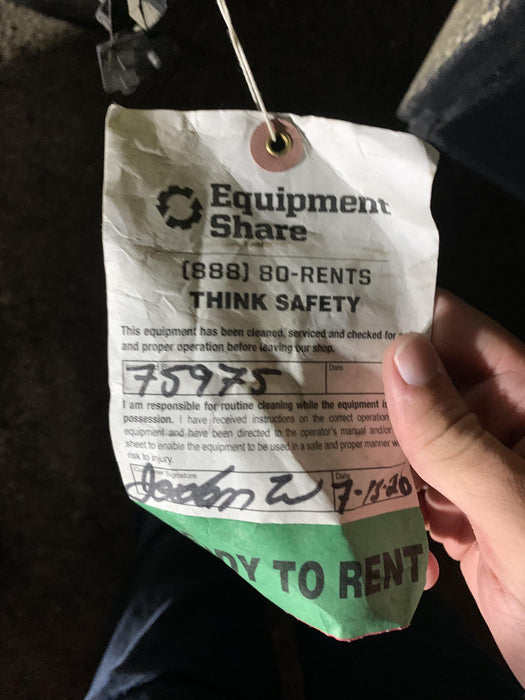 Equipment
Share
(888) 80-RENTS
THINK SAFETY
This equipment has been cleaned, serviced and checked for
and proper operation before leaving our shop.
75975
Date
I am responsible for routine cleaning while the equipment is
possession. I have received instructions on the correct operation
equipment and have been directed to the operator's manual and/or
sheet to enable the equipment to be used in a safe and proper manner
risk to injury.
Signature
Date
Jordan W 7-13-20
DY TO RENT